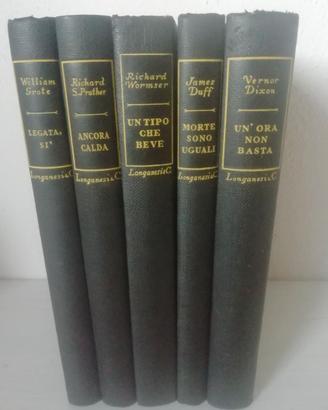 William
Grote
LEGATA,
SI'
Longanesi & C.
Richard
S. Prather
ANCORA
CALDA
Longanesi & C.
Richard
Wormser
UN TIPO
CHE
BEVE
Longanesi & C.
James
Duff
MORTE
SONO
UGUALI
Longanesi & C.
Vernor
Dixon
UN' ORA
NON
BASTA
Longanesi & C.